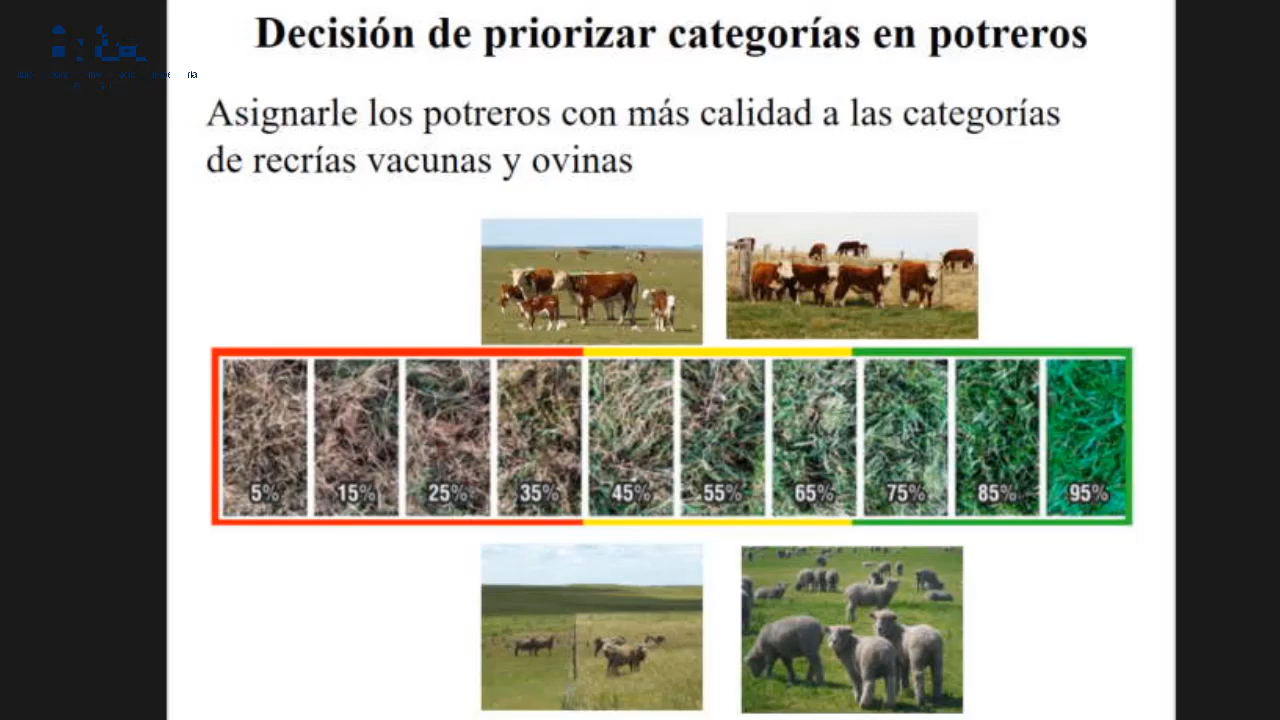 Decisión de priorizar categorías en potreros
Asignarle los potreros con más calidad a las categorías
de recrías vacunas y ovinas
5% 15% 25% 35% 45% 55% 65% 75% 85% 95%